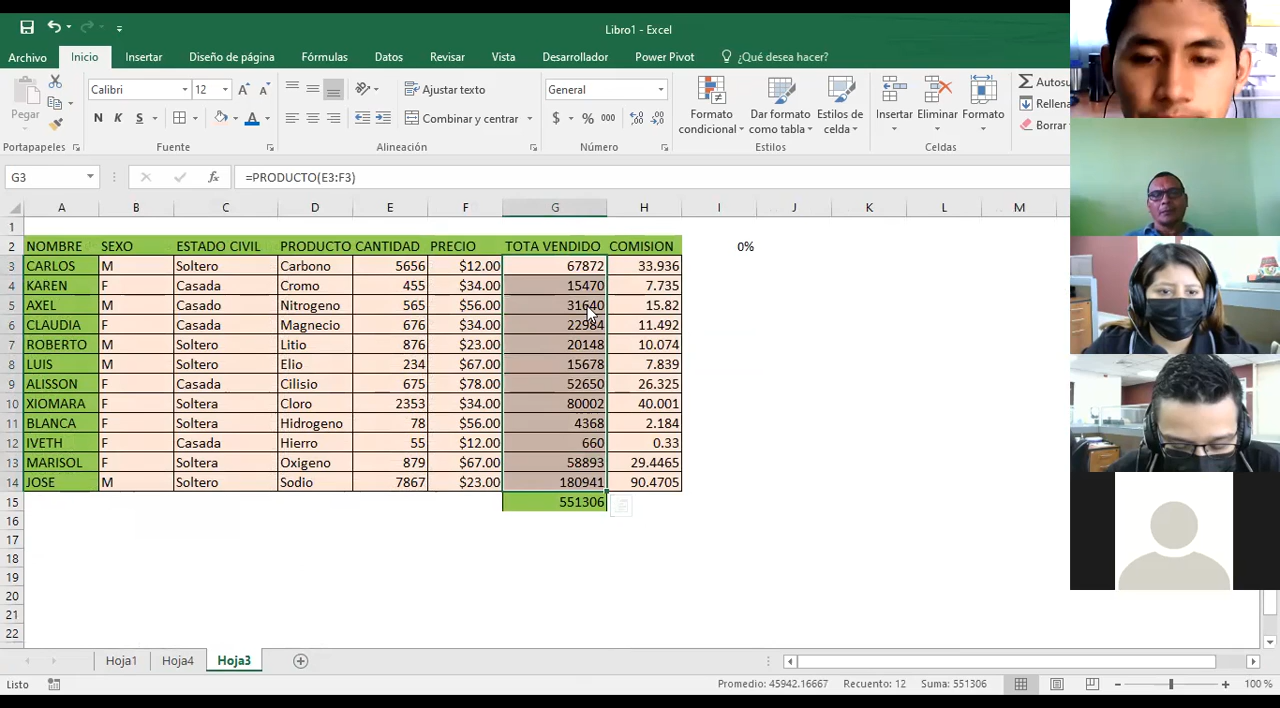 Libro1 - Excel
Archivo Inicio Insertar Diseño de página Fórmulas Datos Revisar Vista Desarrollador Power Pivot ¿Qué desea hacer?
Pegar
Calibri 12
N K S
Ajustar texto
Combinar y centrar
General
$ % 000
Formato condicional
Dar formato como tabla
Estilos de celda
Insertar Eliminar Formato
Autosu
Rellena
Borrar
Portapapeles Fuente Alineación Número Estilos Celdas
G3 fx =PRODUCTO(E3:F3)
A B C D E F G H I J K L M
1
2 NOMBRE SEXO ESTADO CIVIL PRODUCTO CANTIDAD PRECIO TOTA VENDIDO COMISION 0%
3 CARLOS M Soltero Carbono 5656 $12.00 67872 33.936
4 KAREN F Casada Cromo 455 $34.00 15470 7.735
5 AXEL M Casado Nitrogeno 565 $56.00 31640 15.82
6 CLAUDIA F Casada Magnecio 676 $34.00 22984 11.492
7 ROBERTO M Soltero Litio 876 $23.00 20148 10.074
8 LUIS M Soltero Elio 234 $67.00 15678 7.839
9 ALISSON F Casada Cilisio 675 $78.00 52650 26.325
10 XIOMARA F Soltera Cloro 2353 $34.00 80002 40.001
11 BLANCA F Soltera Hidrogeno 78 $56.00 4368 2.184
12 IVETH F Casada Hierro 55 $12.00 660 0.33
13 MARISOL F Soltera Oxigeno 879 $67.00 58893 29.4465
14 JOSE M Soltero Sodio 7867 $23.00 180941 90.4705
15 551306
16
17
18
19
20
21
22
Hoja1 Hoja4 Hoja3
Listo Promedio: 45942.16667 Recuento: 12 Suma: 551306 100 %